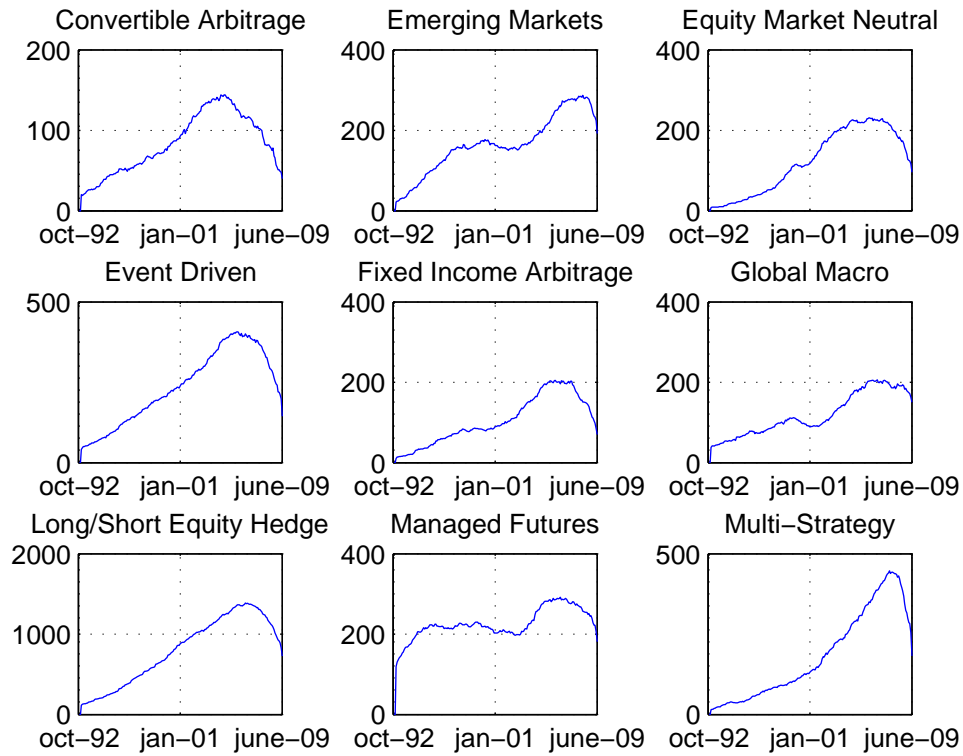 Convertible Arbitrage
Emerging Markets
Equity Market Neutral
200
100
0
oct−92 jan−01 june−09
400
200
0
oct−92 jan−01 june−09
400
200
0
oct−92 jan−01 june−09
Event Driven
Fixed Income Arbitrage
Global Macro
500
0
oct−92 jan−01 june−09
400
200
0
oct−92 jan−01 june−09
400
200
0
oct−92 jan−01 june−09
Long/Short Equity Hedge
Managed Futures
Multi−Strategy
2000
1000
0
oct−92 jan−01 june−09
400
200
0
oct−92 jan−01 june−09
500
0
oct−92 jan−01 june−09